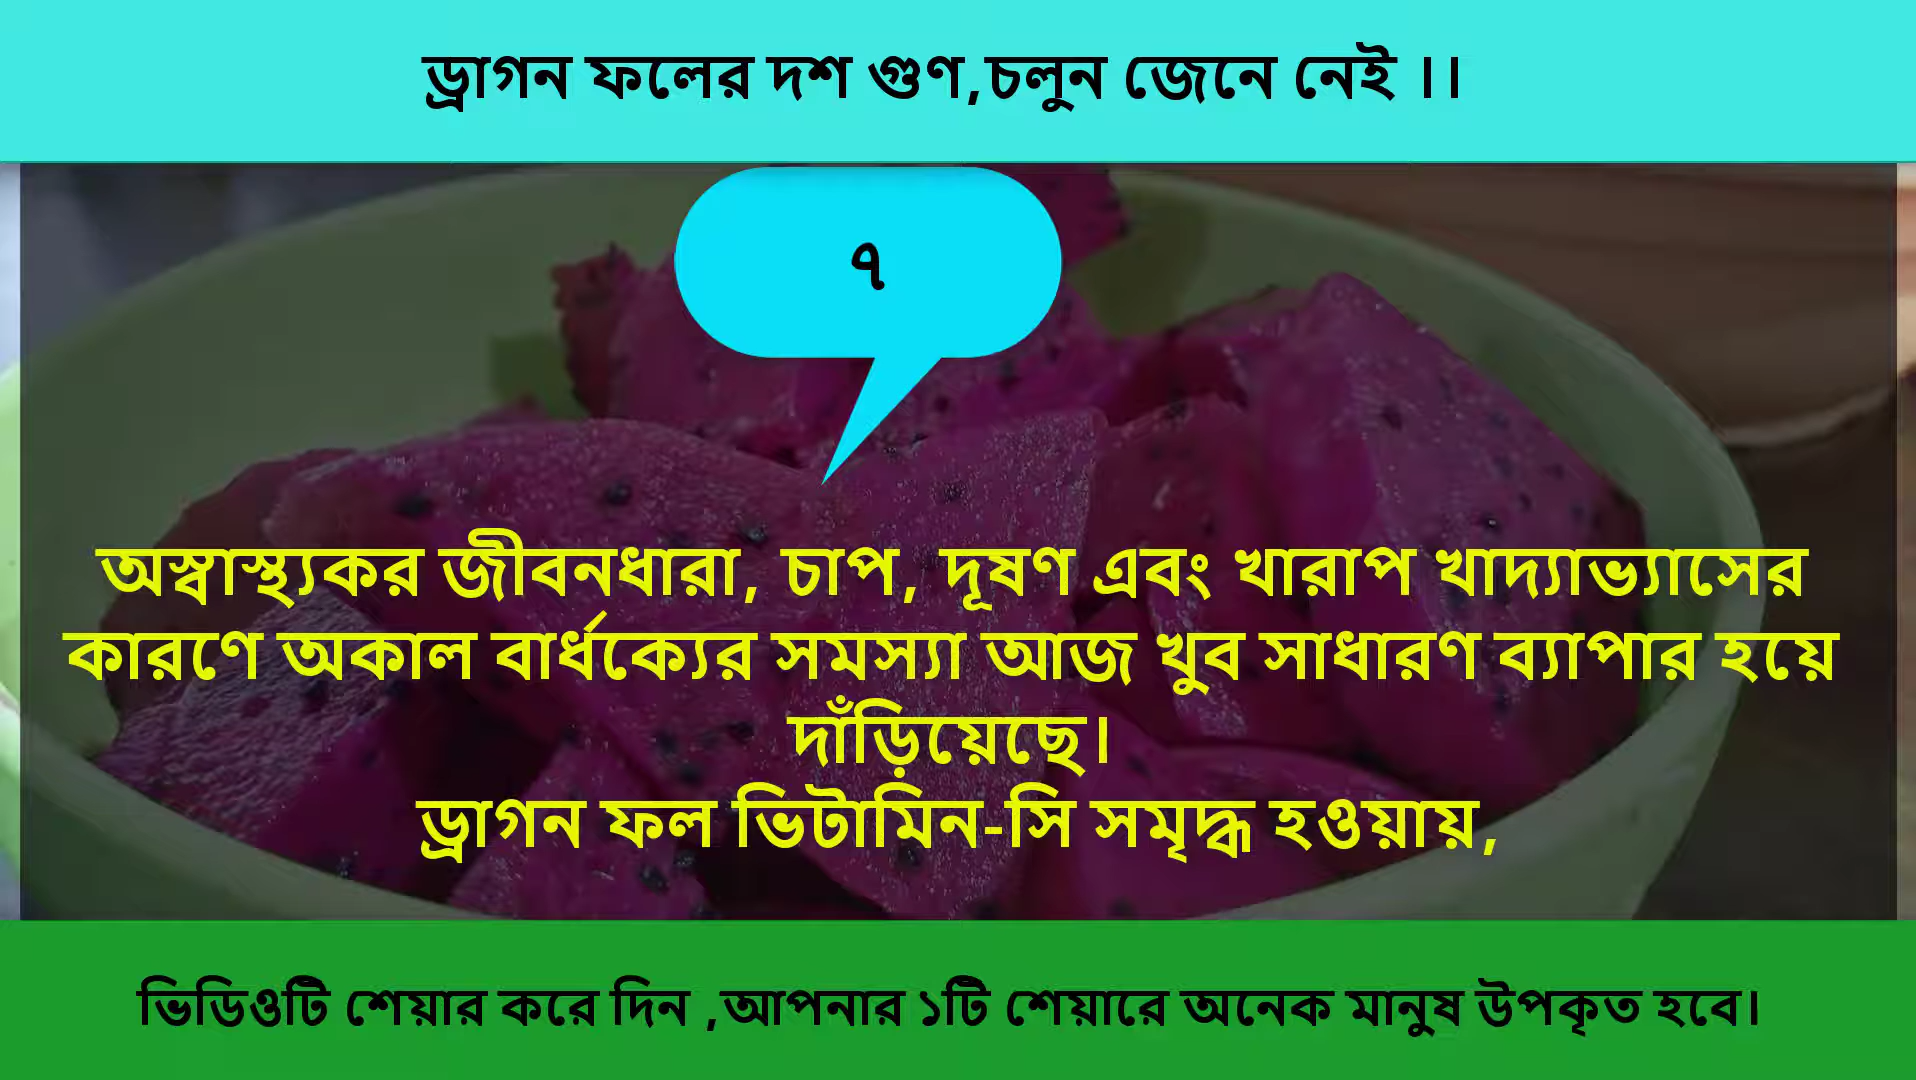 ড্রাগন ফলের দশ গুণ,চলুন জেনে নেই ।।
৭
অস্বাস্থ্যকর জীবনধারা, চাপ, দূষণ এবং খারাপ খাদ্যাভ্যাসের
কারণে অকাল বার্ধক্যের সমস্যা আজ খুব সাধারণ ব্যাপার হয়ে
দাঁড়িয়েছে।
ড্রাগন ফল ভিটামিন-সি সমৃদ্ধ হওয়ায়,
ভিডিওটি শেয়ার করে দিন ,আপনার ১টি শেয়ারে অনেক মানুষ উপকৃত হবে।